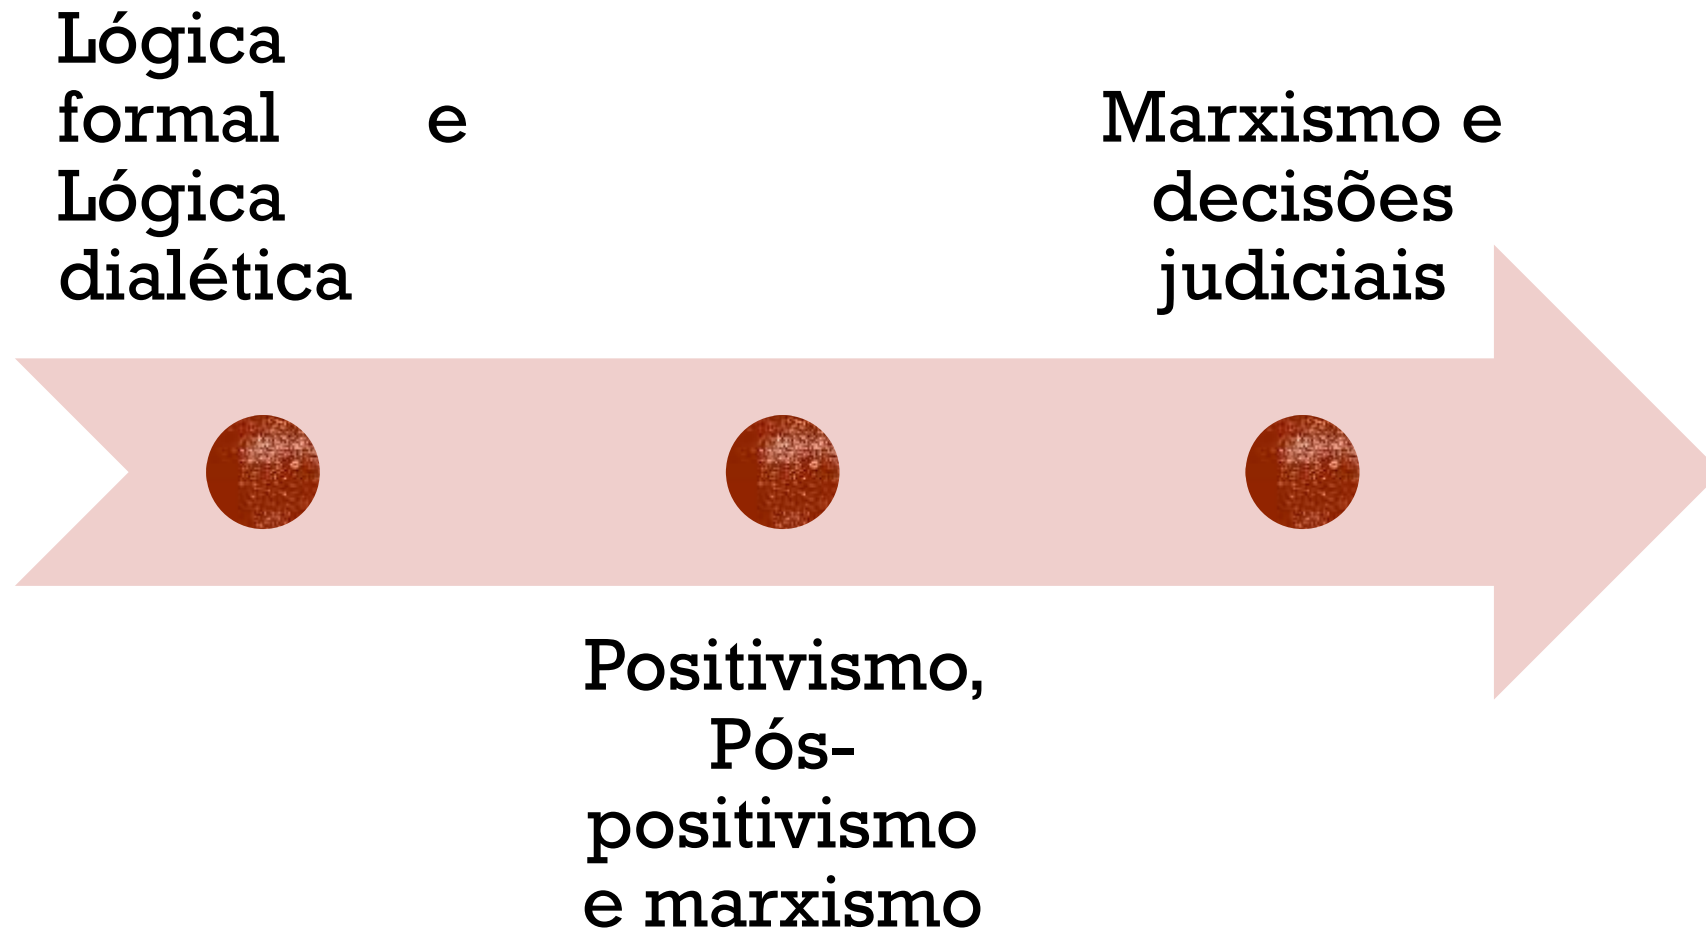 Lógica
formal e
Lógica
dialética
Positivismo,
Pós-
positivismo
e marxismo
Marxismo e
decisões
judiciais